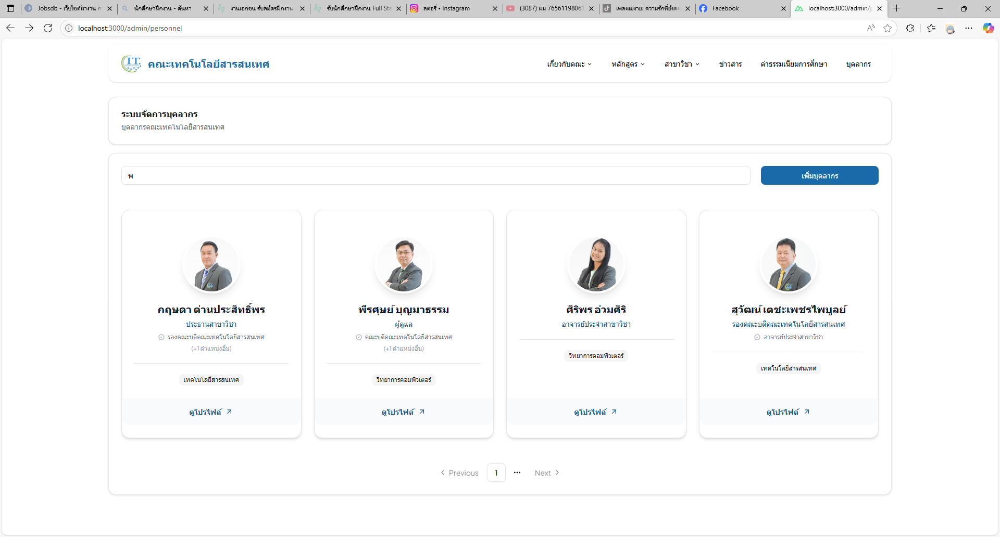 Jobsdb - เว็บไซต์หางาน ก
นักศึกษาฝึกงาน - ค้นหา
งานเอกชน รับสมัครฝึกงาน
รับนักศึกษาฝึกงาน Full Sta
สตอรี่ • Instagram
(3087) ผม 76561198061
เพลงงมงาย: ความรักที่ยังคง
Facebook
localhost:3000/admin/p
localhost:3000/admin/personnel
IT
คณะเทคโนโลยีสารสนเทศ
เกี่ยวกับคณะ
หลักสูตร
สาขาวิชา
ข่าวสาร
ค่าธรรมเนียมการศึกษา
บุคลากร
ระบบจัดการบุคลากร
บุคลากรคณะเทคโนโลยีสารสนเทศ
พ
เพิ่มบุคลากร
กฤษดา ด่านประสิทธิ์พร
ประธานสาขาวิชา
รองคณะบดีคณะเทคโนโลยีสารสนเทศ
(+1 ตำแหน่งอื่น)
เทคโนโลยีสารสนเทศ
ดูโปรไฟล์
พีรศุษย์ บุญมาธรรม
ผู้ดูแล
คณะบดีคณะเทคโนโลยีสารสนเทศ
(+1 ตำแหน่งอื่น)
วิทยาการคอมพิวเตอร์
ดูโปรไฟล์
ศิริพร อ่วมศิริ
อาจารย์ประจำสาขาวิชา
วิทยาการคอมพิวเตอร์
ดูโปรไฟล์
สุวัฒน์ เตชะเพชรไพบูลย์
รองคณะบดีคณะเทคโนโลยีสารสนเทศ
อาจารย์ประจำสาขาวิชา
เทคโนโลยีสารสนเทศ
ดูโปรไฟล์
Previous
1
•••
Next